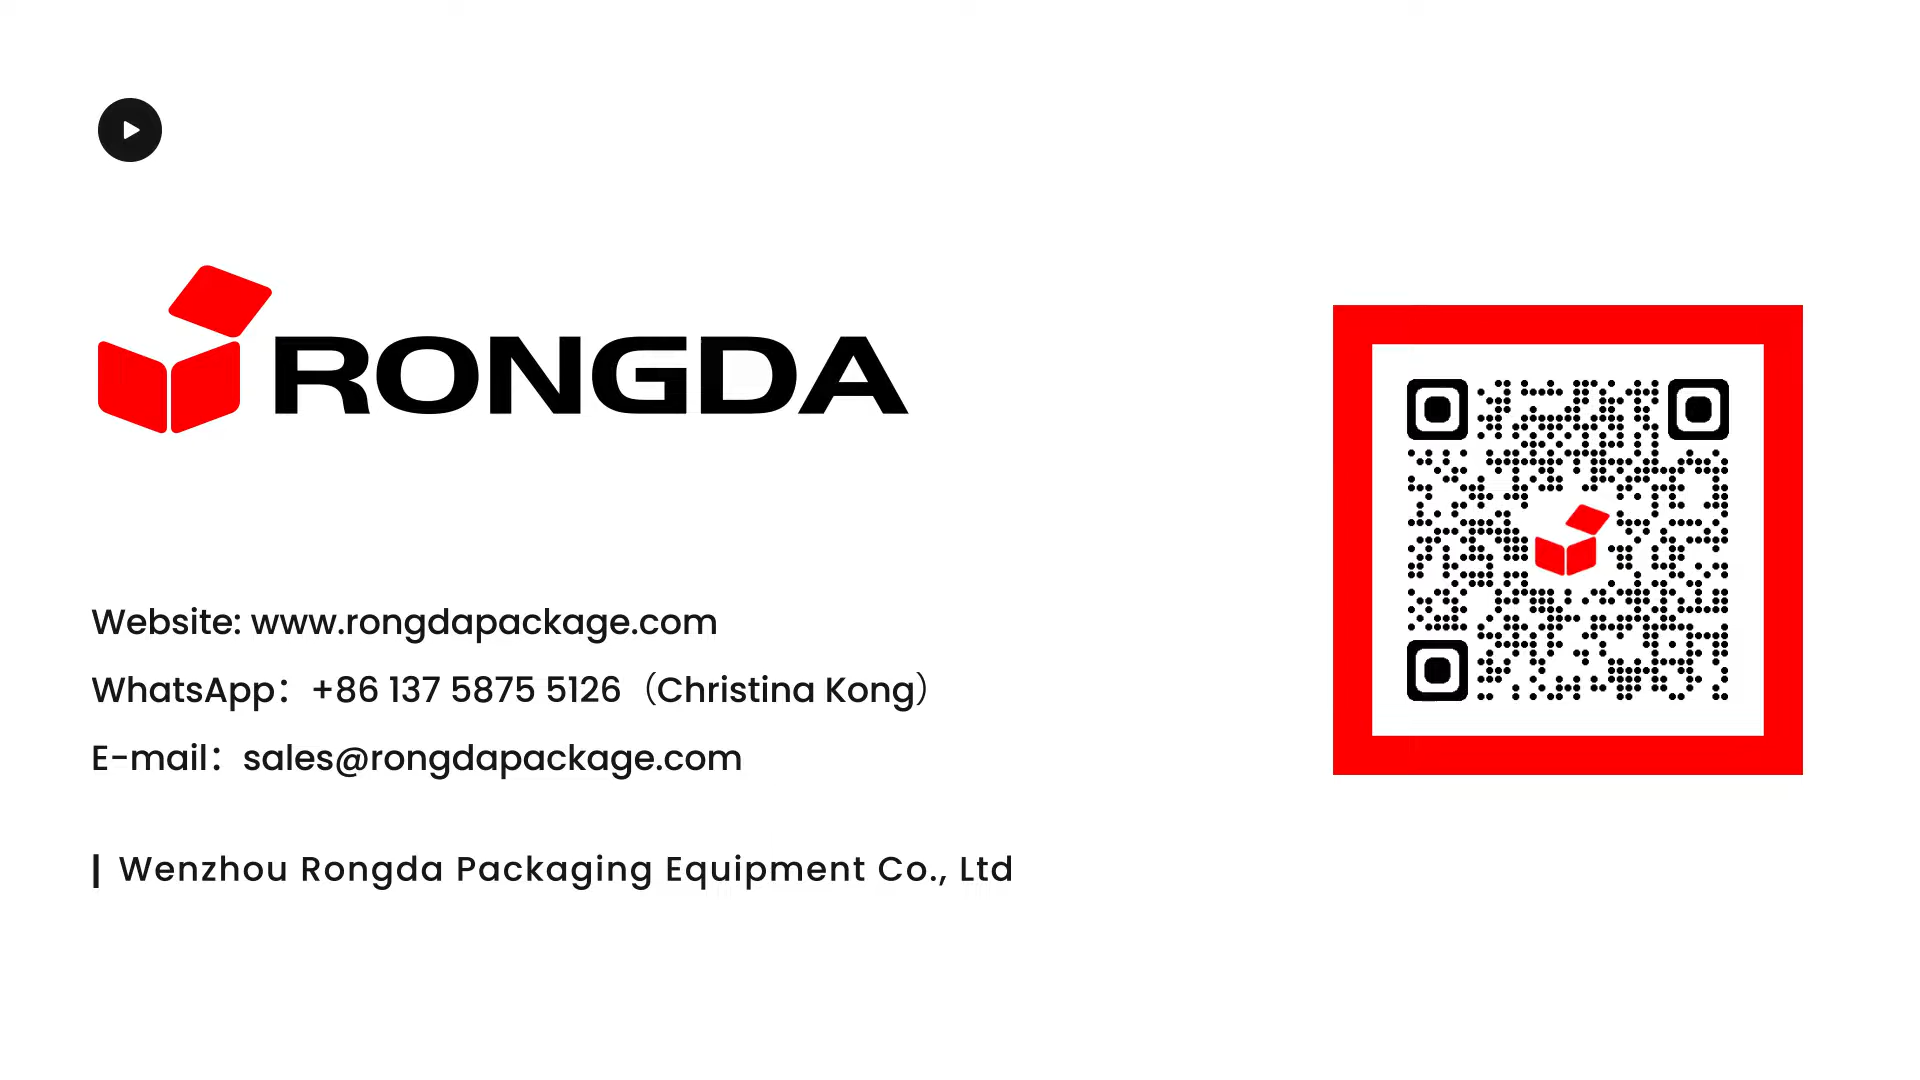 RONGDA
Website: www.rongdapackage.com
WhatsApp：+86 137 5875 5126（Christina Kong）
E-mail：sales@rongdapackage.com
| Wenzhou Rongda Packaging Equipment Co., Ltd